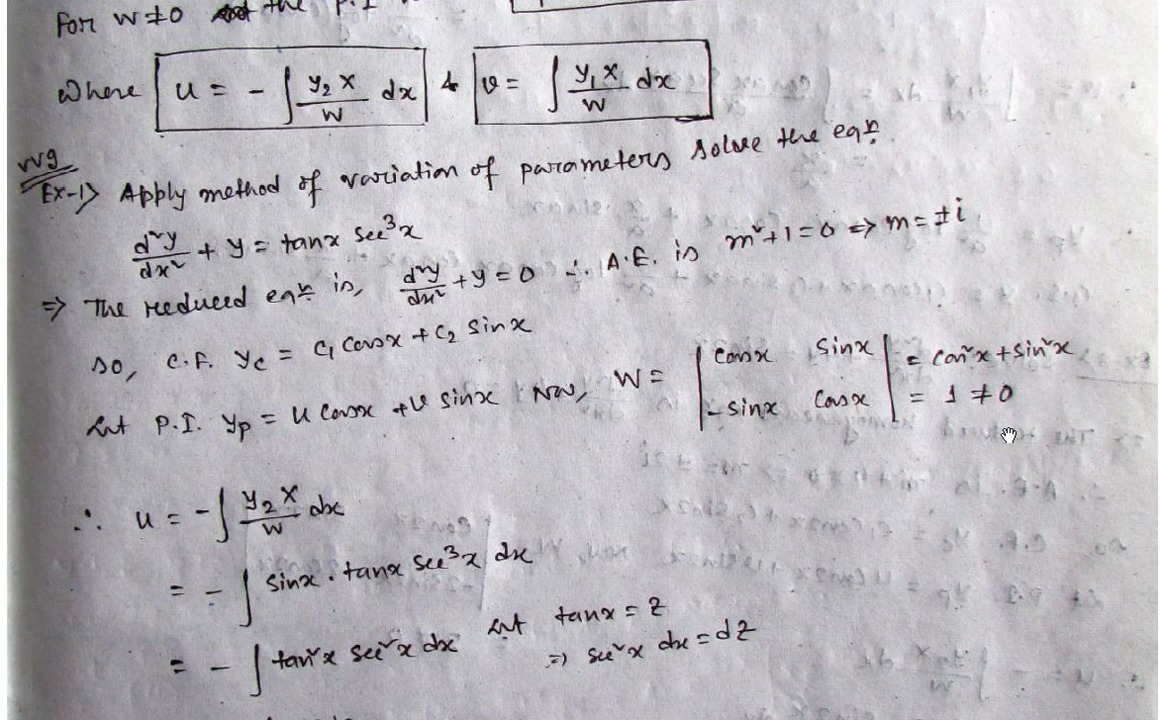 For W≠0 the P.I
Where u = - ∫ y₂X/W dx & v = ∫ y₁X/W dx
VVg
Ex-1) Apply method of variation of parameters solve the eqn.
d²y/dx² + y = tanx sec³x
⇒ The reduced eqn is, d²y/dx² + y = 0 ∴ A.E. is m²+1=0 ⇒ m = ±i
so, C.F. yc = c₁ cosx + c₂ sinx
Let P.I. yp = u cosx + v sinx Now, W = | cosx sinx | = cos²x + sin²x
| -sinx cosx | = 1 ≠ 0
∴ u = - ∫ y₂X/W dx
= - ∫ sinx · tanx sec³x dx
= - ∫ tan²x sec²x dx Let tanx = z
⇒ sec²x dx = dz